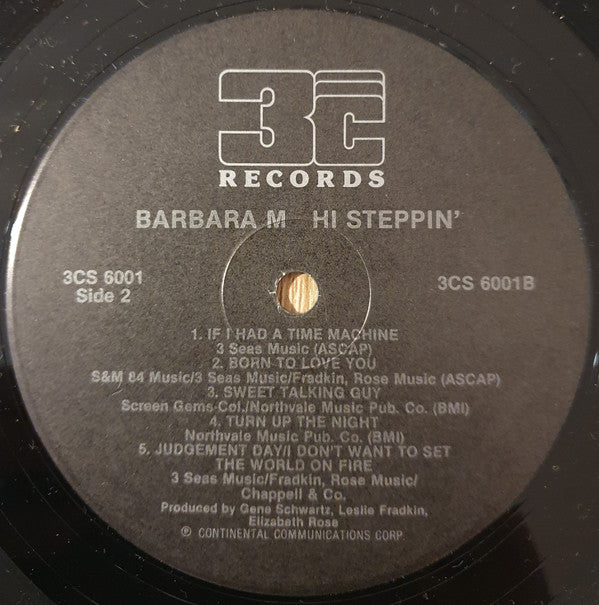 3C
RECORDS
BARBARA M HI STEPPIN'
3CS 6001
Side 2
3CS 6001B
1. IF I HAD A TIME MACHINE
3 Seas Music (ASCAP)
2. BORN TO LOVE YOU
S&M 84 Music/3 Seas Music/Fradkin, Rose Music (ASCAP)
3. SWEET TALKING GUY
Screen Gems-Col./Northvale Music Pub. Co. (BMI)
4. TURN UP THE NIGHT
Northvale Music Pub. Co. (BMI)
5. JUDGEMENT DAY/I DON'T WANT TO SET
THE WORLD ON FIRE
3 Seas Music/Fradkin, Rose Music/
Chappell & Co.
Produced by Gene Schwartz, Leslie Fradkin,
Elizabeth Rose
℗ CONTINENTAL COMMUNICATIONS CORP.